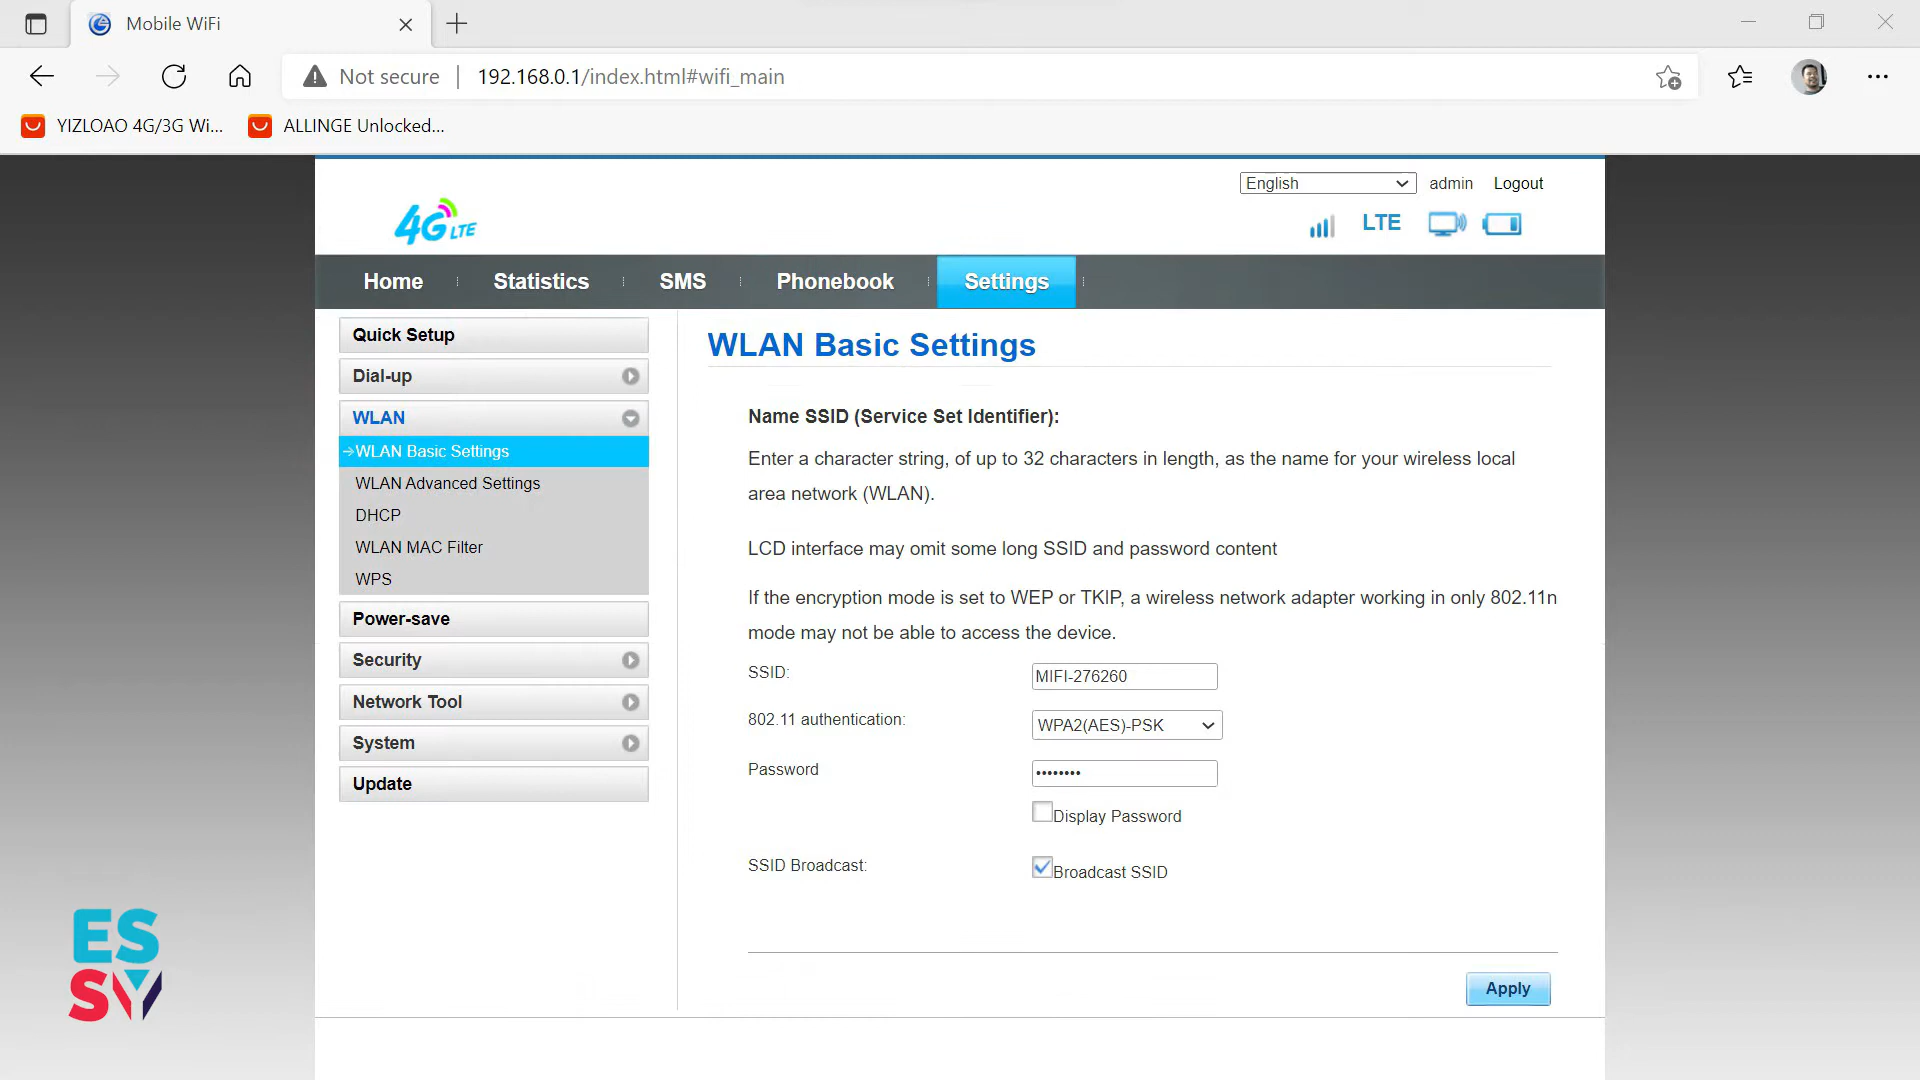 Mobile WiFi
Not secure 192.168.0.1/index.html#wifi_main
YIZLOAO 4G/3G Wi... ALLINGE Unlocked...
English admin Logout
4G LTE
LTE
Home Statistics SMS Phonebook Settings
Quick Setup
Dial-up
WLAN
WLAN Basic Settings
WLAN Advanced Settings
DHCP
WLAN MAC Filter
WPS
Power-save
Security
Network Tool
System
Update
WLAN Basic Settings
Name SSID (Service Set Identifier):
Enter a character string, of up to 32 characters in length, as the name for your wireless local
area network (WLAN).
LCD interface may omit some long SSID and password content
If the encryption mode is set to WEP or TKIP, a wireless network adapter working in only 802.11n
mode may not be able to access the device.
SSID: MIFI-276260
802.11 authentication: WPA2(AES)-PSK
Password ••••••••
Display Password
SSID Broadcast: Broadcast SSID
Apply
ES
SY